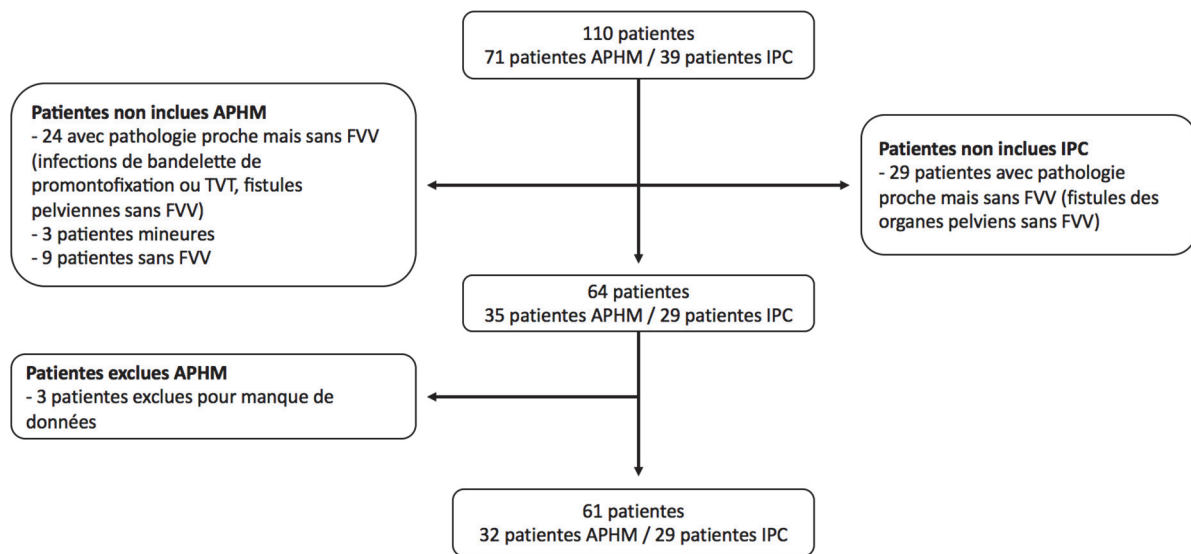 110 patientes
71 patientes APHM / 39 patientes IPC
Patientes non inclues APHM
- 24 avec pathologie proche mais sans FVV
(infections de bandelette de
promontofixation ou TVT, fistules
pelviennes sans FVV)
- 3 patientes mineures
- 9 patientes sans FVV
Patientes non inclues IPC
- 29 patientes avec pathologie
proche mais sans FVV (fistules des
organes pelviens sans FVV)
64 patientes
35 patientes APHM / 29 patientes IPC
Patientes exclues APHM
- 3 patientes exclues pour manque de
données
61 patientes
32 patientes APHM / 29 patientes IPC